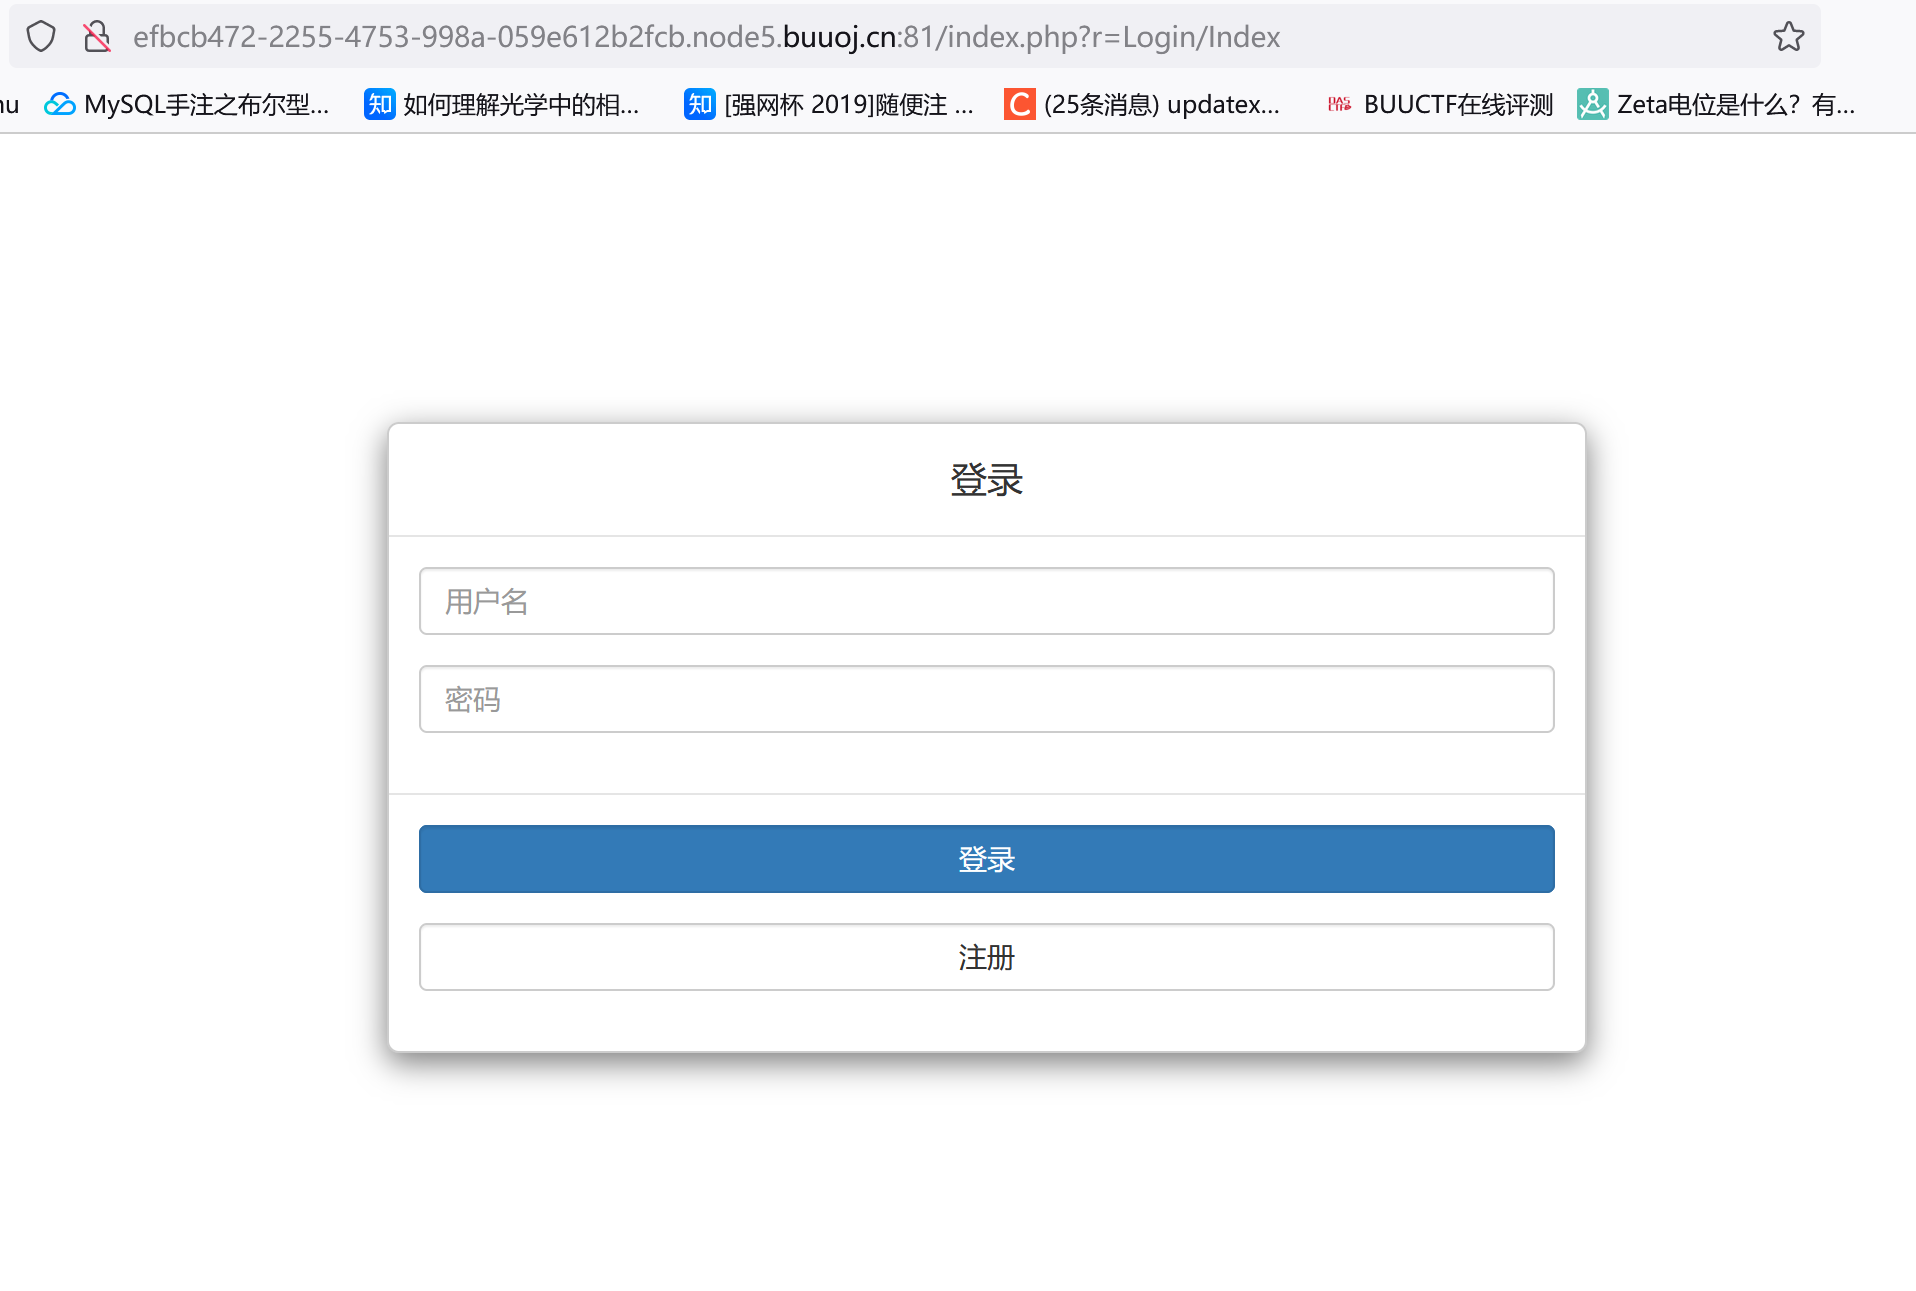 efbcb472-2255-4753-998a-059e612b2fcb.node5.buuoj.cn:81/index.php?r=Login/Index
MySQL手注之布尔型... 知 如何理解光学中的相... 知 [强网杯 2019]随便注 ... C (25条消息) updatex... BUUCTF在线评测 Zeta电位是什么？有...
登录
用户名
密码
登录
注册